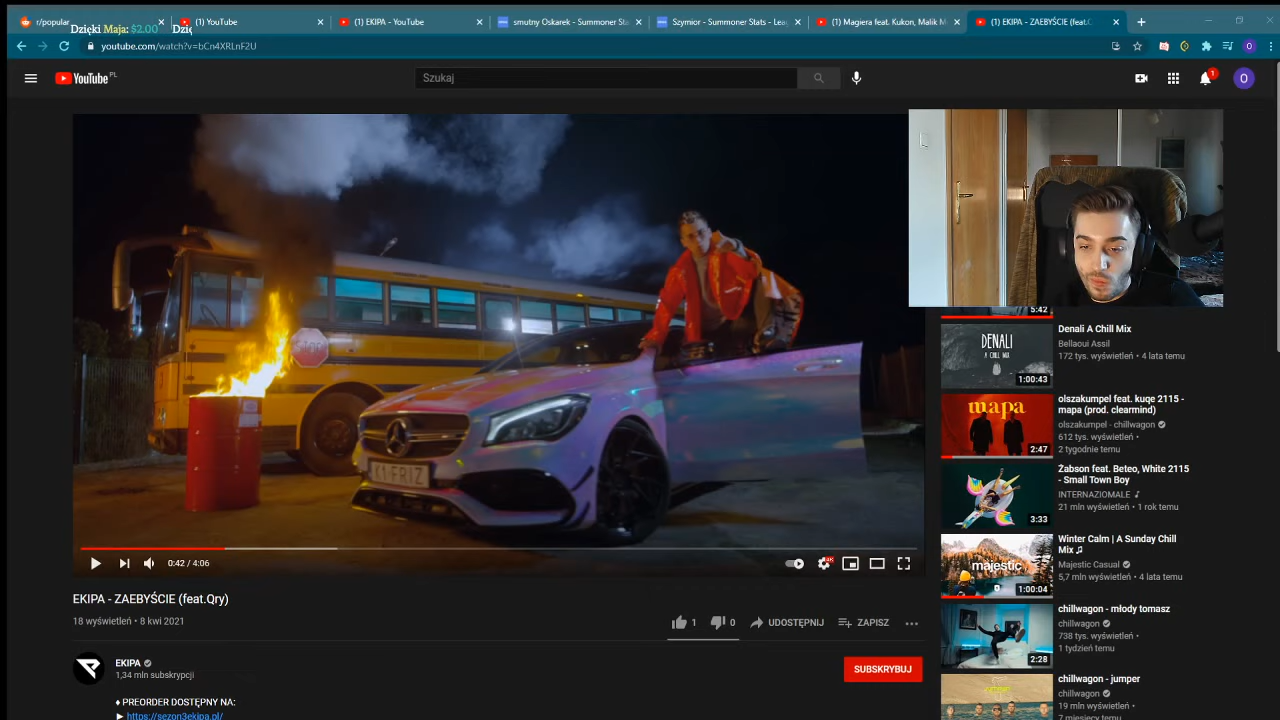 r/popular
(1) YouTube
(1) EKIPA - YouTube
smutny Oskarek - Summoner Sta
Szymior - Summoner Stats - Lea
(1) Magiera feat. Kukon, Malik M
(1) EKIPA - ZAEBYŚCIE (feat.Q
Dzięki Maja: $2.00 Dzię
youtube.com/watch?v=bCn4XRLnF2U
YouTube PL
Szukaj
1
O
Stop
K1 FRIZ
0:42 / 4:06
EKIPA - ZAEBYŚCIE (feat.Qry)
18 wyświetleń • 8 kwi 2021
1
0
UDOSTĘPNIJ
ZAPISZ
EKIPA
1,34 mln subskrypcji
SUBSKRYBUJ
♦ PREORDER DOSTĘPNY NA:
► https://sezon3ekipa.pl/
5:42
DENALI
A CHILL MIX
1:00:43
Denali A Chill Mix
Bellaoui Assil
172 tys. wyświetleń • 4 lata temu
mapa
2:47
olszakumpel feat. kuqe 2115 -
mapa (prod. clearmind)
olszakumpel - chillwagon
612 tys. wyświetleń •
2 tygodnie temu
3:33
Żabson feat. Beteo, White 2115
- Small Town Boy
INTERNAZIOMALE
21 mln wyświetleń • 1 rok temu
majestic
1:00:04
Winter Calm | A Sunday Chill
Mix ♫
Majestic Casual
5,7 mln wyświetleń • 4 lata temu
2:28
chillwagon - młody tomasz
chillwagon
738 tys. wyświetleń •
1 tydzień temu
chillwagon - jumper
chillwagon
19 mln wyświetleń •
7 miesięcy temu